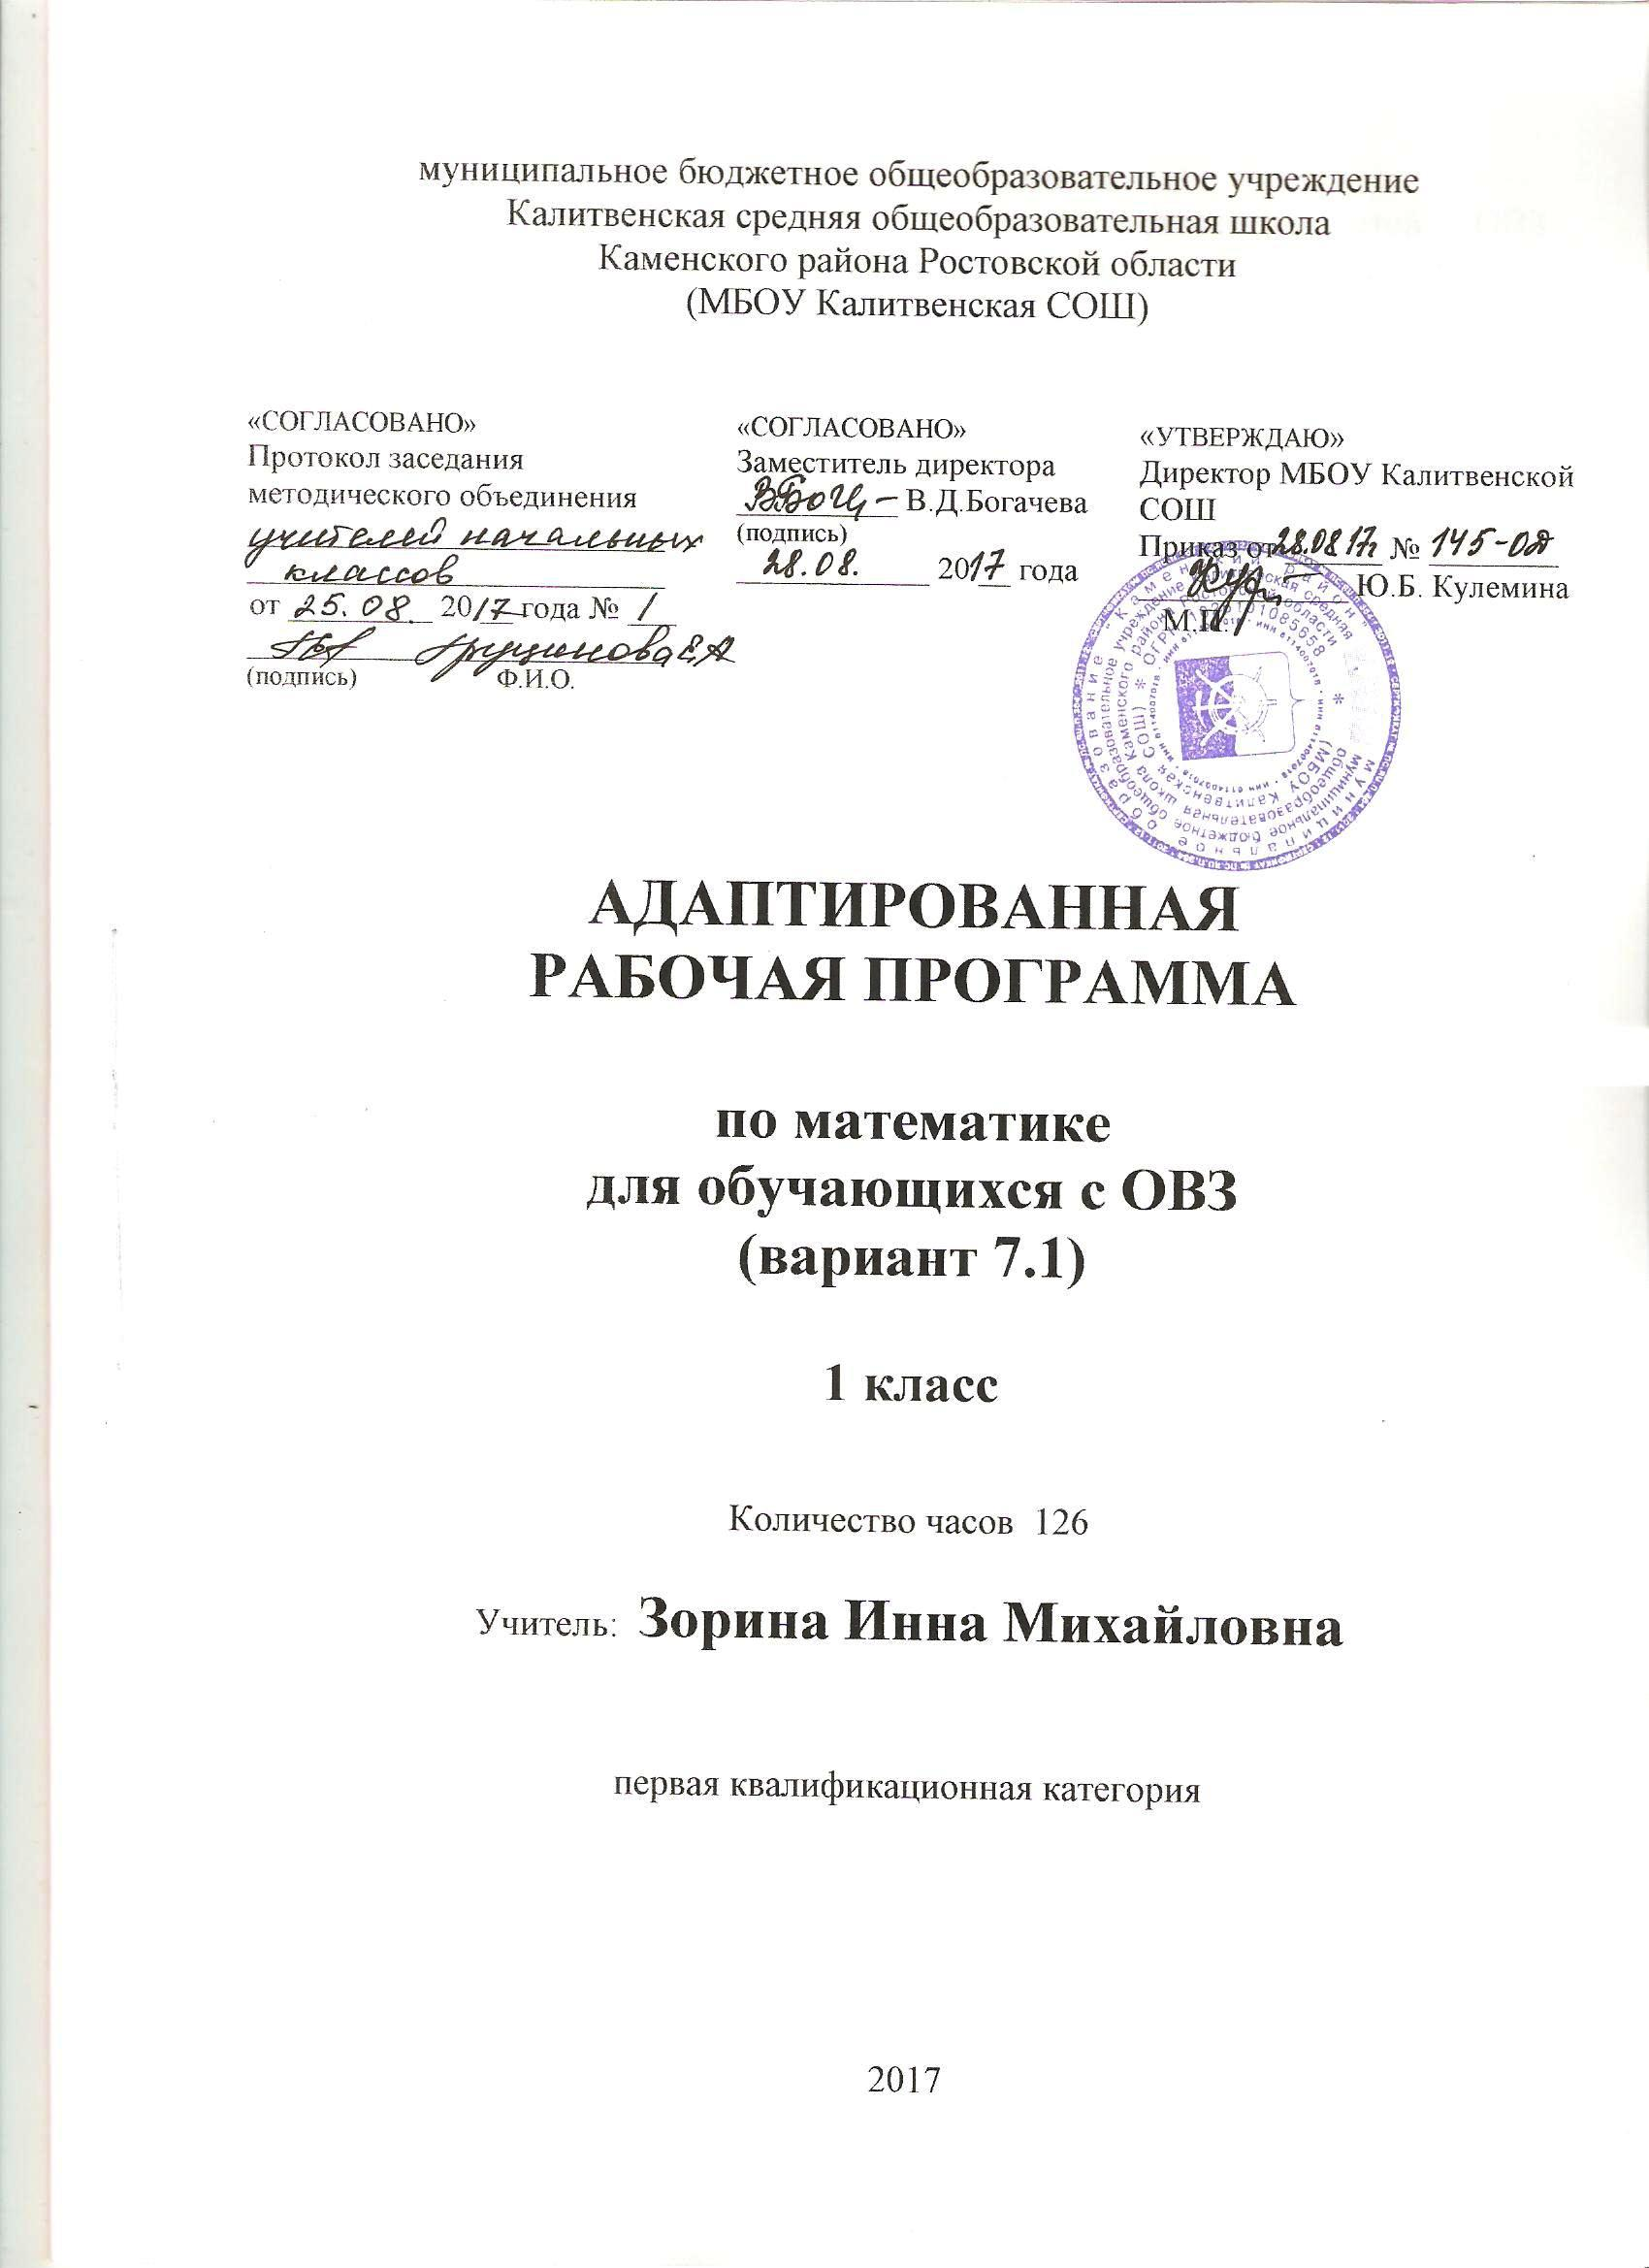 муниципальное бюджетное общеобразовательное учреждение
Калитвенская средняя общеобразовательная школа
Каменского района Ростовской области
(МБОУ Калитвенская СОШ)
«СОГЛАСОВАНО»
Протокол заседания
методического объединения
учителей начальных
классов
от 25.08. 2017 года № 1
Грушинова Е.А
(подпись) Ф.И.О.
«СОГЛАСОВАНО»
Заместитель директора
В.Д.Богачева
(подпись)
28.08. 2017 года
«УТВЕРЖДАЮ»
Директор МБОУ Калитвенской
СОШ
Приказ от 28.08.17г № 145-од
Ю.Б. Кулемина
М.П.
АДАПТИРОВАННАЯ
РАБОЧАЯ ПРОГРАММА
по математике
для обучающихся с ОВЗ
(вариант 7.1)
1 класс
Количество часов 126
Учитель: Зорина Инна Михайловна
первая квалификационная категория
2017